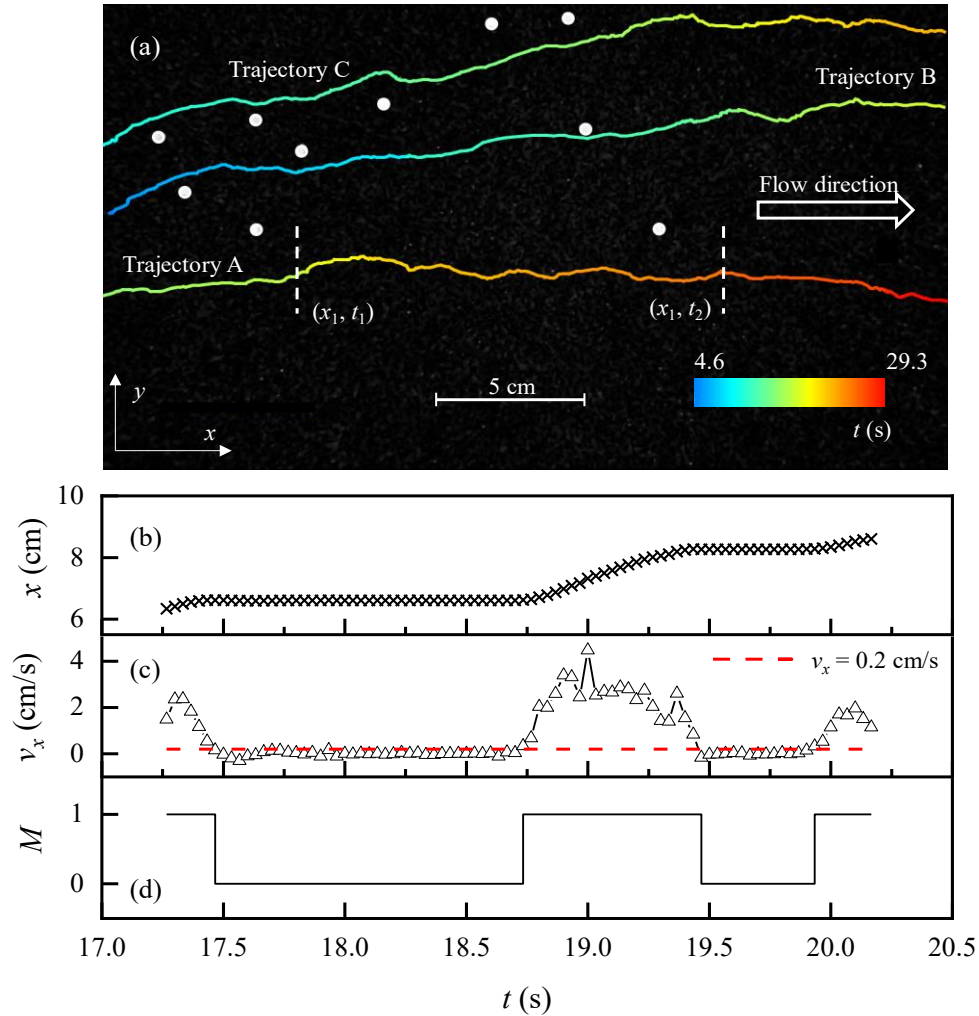 (a)
Trajectory C
Trajectory B
Flow direction
Trajectory A
(x₁, t₁)
(x₁, t₂)
4.6
29.3
t (s)
5 cm
y
x
10
8
6
x (cm)
(b)
4
2
0
vₓ (cm/s)
(c)
vₓ = 0.2 cm/s
1
0
M
(d)
17.0
17.5
18.0
18.5
19.0
19.5
20.0
20.5
t (s)